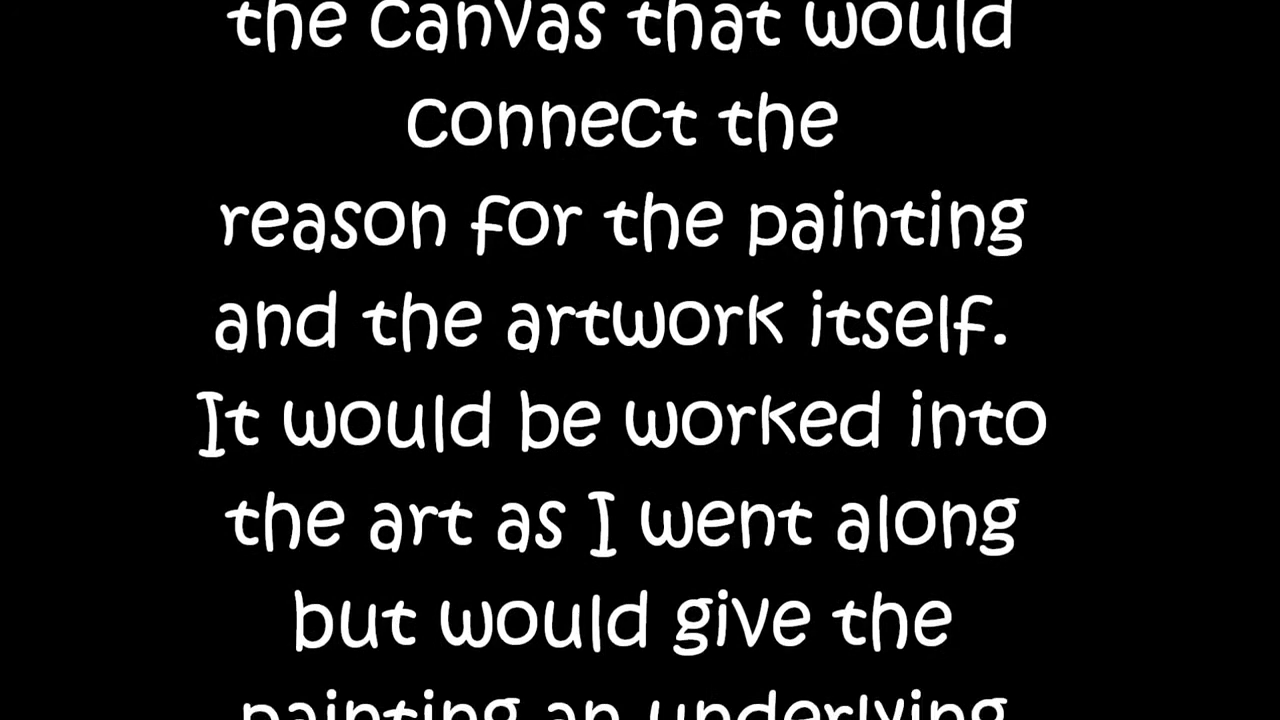 the canvas that would
connect the
reason for the painting
and the artwork itself.
It would be worked into
the art as I went along
but would give the
painting an underlying